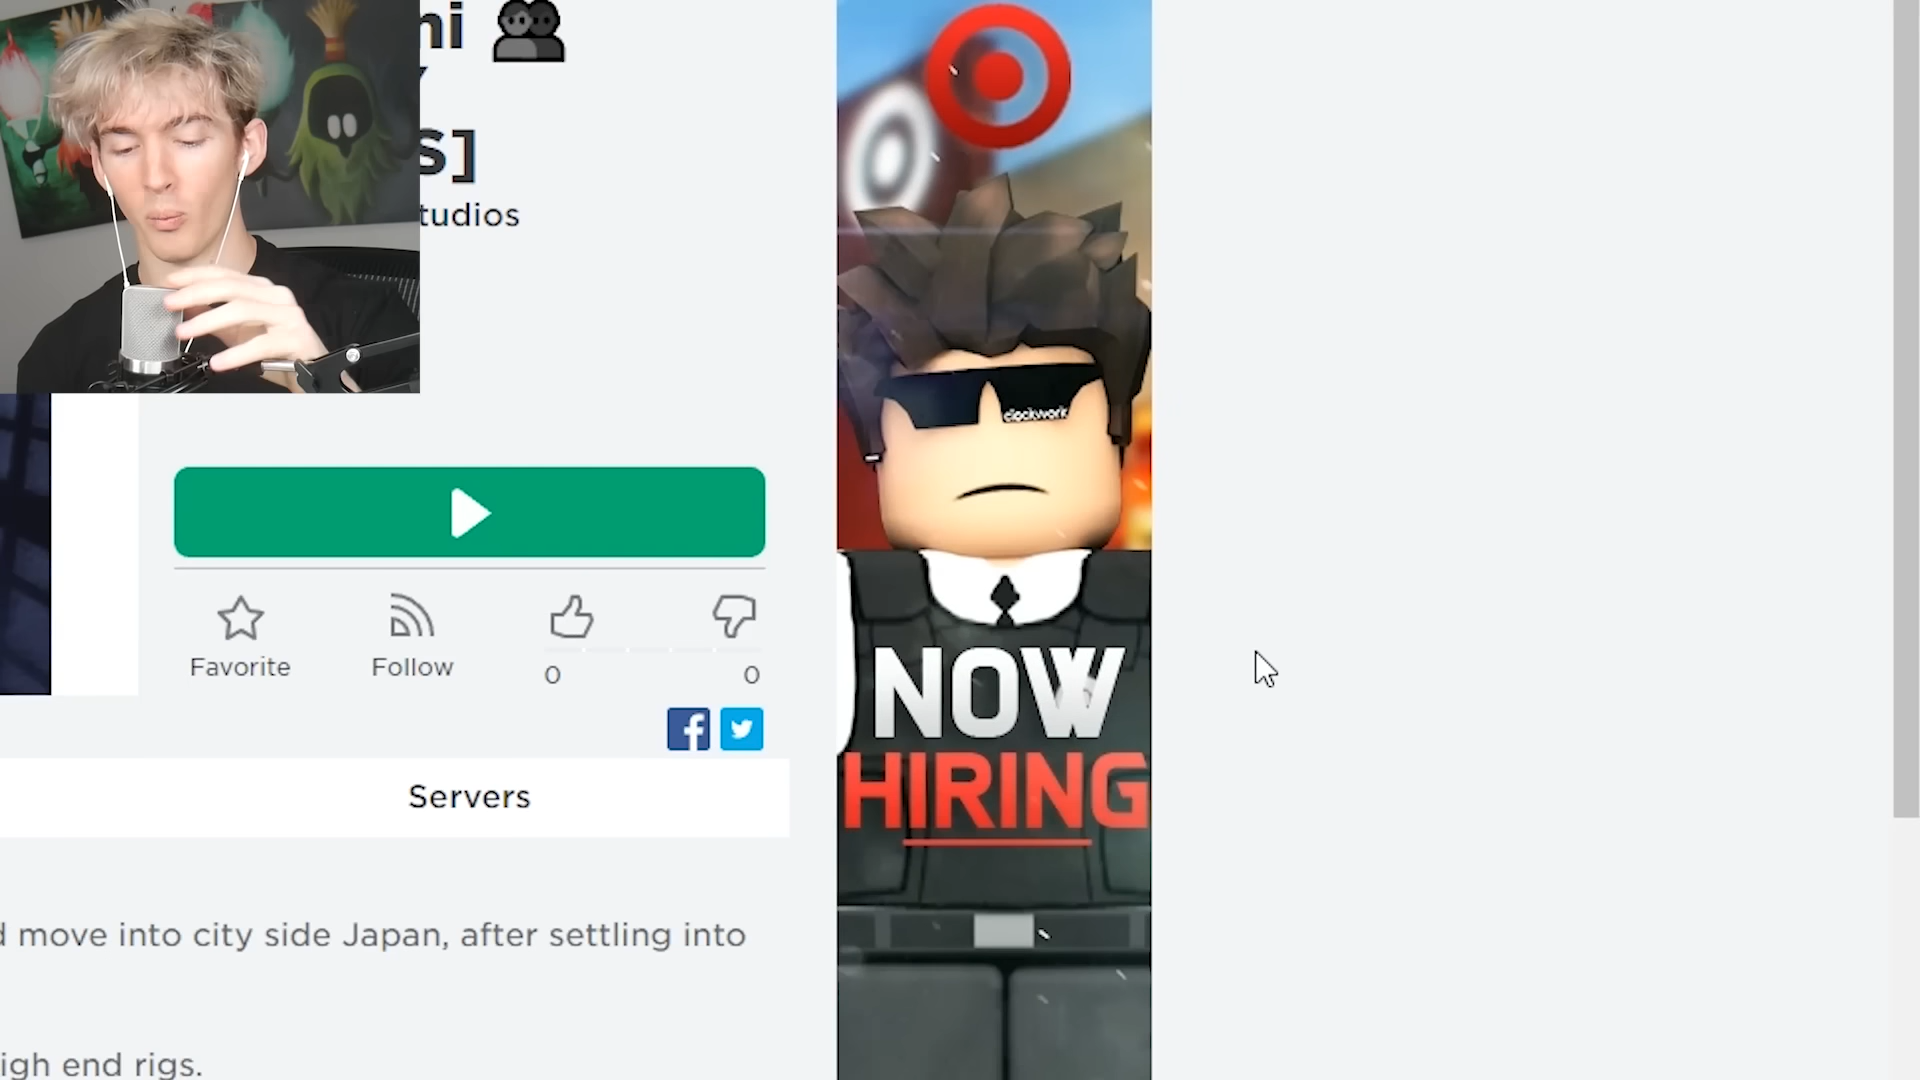 ni
S]
tudios
clockwork
Favorite
Follow
0
0
NOW
HIRING
Servers
d move into city side Japan, after settling into
igh end rigs.